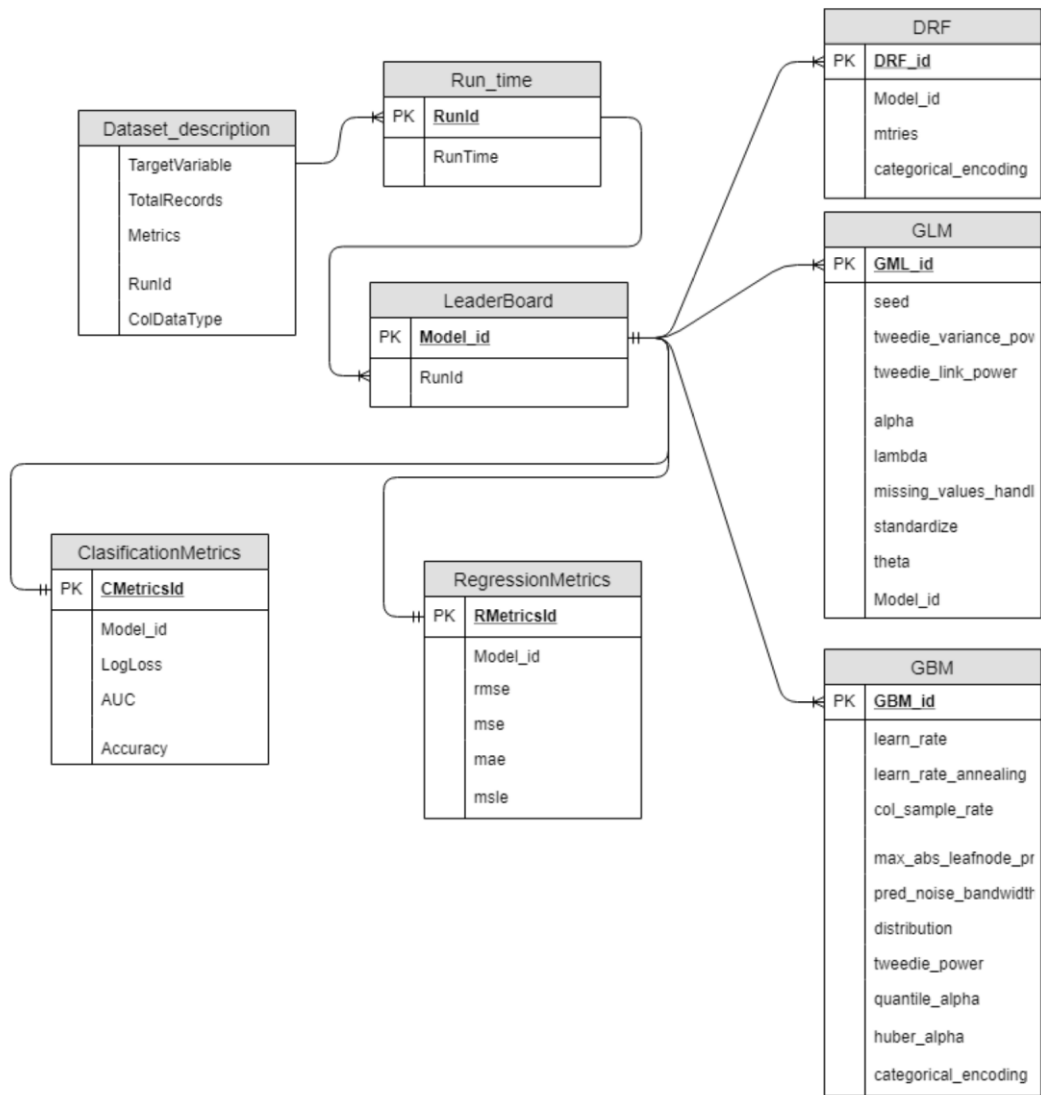 Dataset_description
TargetVariable
TotalRecords
Metrics
RunId
ColDataType
Run_time
PK RunId
RunTime
LeaderBoard
PK Model_id
RunId
ClasificationMetrics
PK CMetricsId
Model_id
LogLoss
AUC
Accuracy
RegressionMetrics
PK RMetricsId
Model_id
rmse
mse
mae
msle
DRF
PK DRF_id
Model_id
mtries
categorical_encoding
GLM
PK GML_id
seed
tweedie_variance_pow
tweedie_link_power
alpha
lambda
missing_values_handl
standardize
theta
Model_id
GBM
PK GBM_id
learn_rate
learn_rate_annealing
col_sample_rate
max_abs_leafnode_pr
pred_noise_bandwidth
distribution
tweedie_power
quantile_alpha
huber_alpha
categorical_encoding